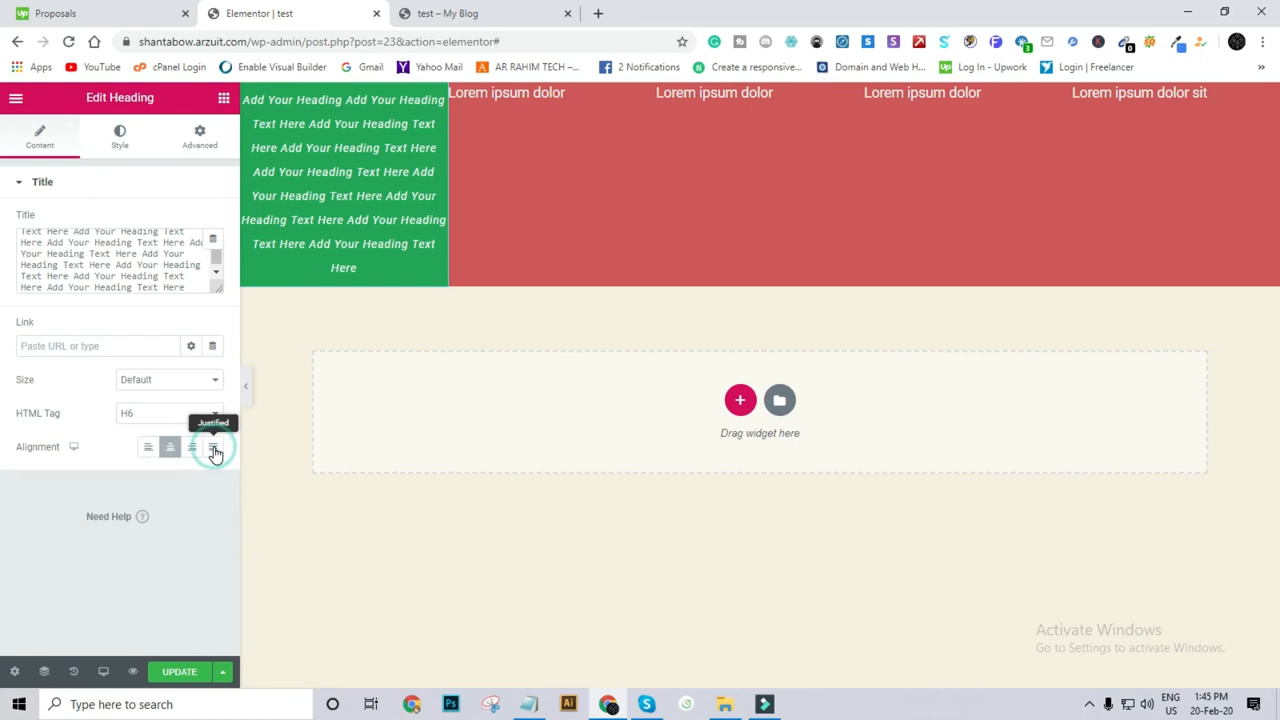 Proposals
Elementor | test
test – My Blog
shantabow.arzuit.com/wp-admin/post.php?post=23&action=elementor#
Apps
YouTube
cPanel Login
Enable Visual Builder
Gmail
Yahoo Mail
AR RAHIM TECH –...
2 Notifications
Create a responsive...
Domain and Web H...
Log In - Upwork
Login | Freelancer
Edit Heading
Content
Style
Advanced
Title
Title
Text Here Add Your Heading Text
Here Add Your Heading Text Here Add
Your Heading Text Here Add Your
Heading Text Here Add Your Heading
Text Here Add Your Heading Text
Here Add Your Heading Text Here
Link
Paste URL or type
Size
Default
HTML Tag
H6
Justified
Alignment
Need Help
UPDATE
Add Your Heading Add Your Heading
Text Here Add Your Heading Text
Here Add Your Heading Text Here
Add Your Heading Text Here Add
Your Heading Text Here Add Your
Heading Text Here Add Your Heading
Text Here Add Your Heading Text
Here
Lorem ipsum dolor
Lorem ipsum dolor
Lorem ipsum dolor
Lorem ipsum dolor sit
Drag widget here
Activate Windows
Go to Settings to activate Windows.
Type here to search
ENG
US
1:45 PM
20-Feb-20